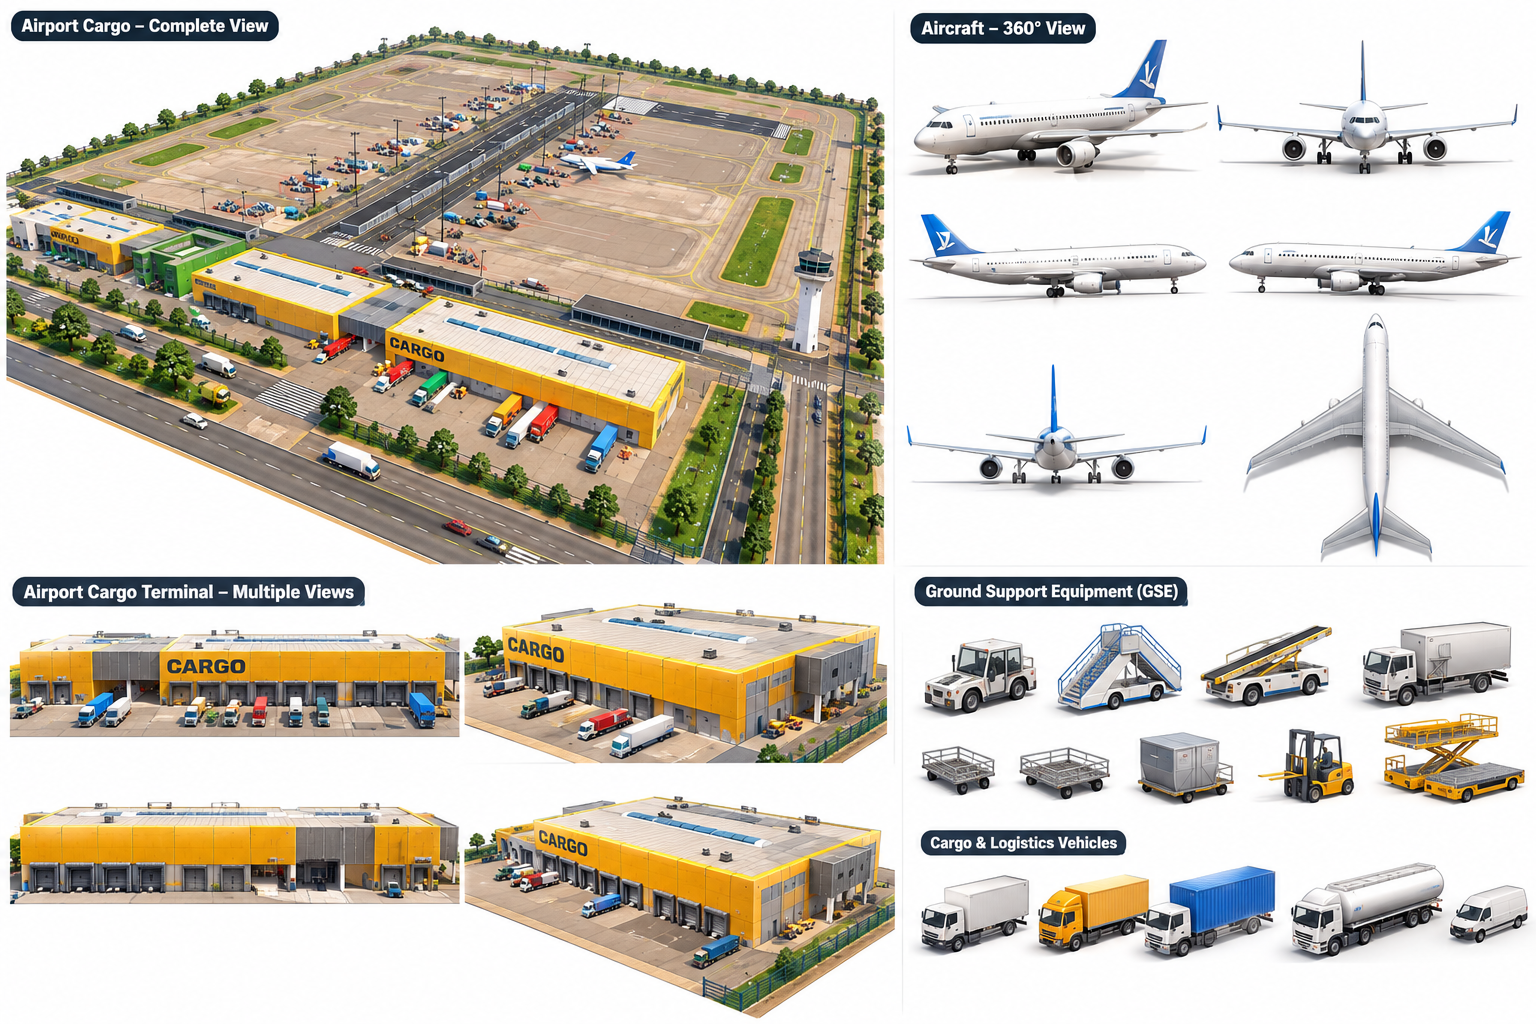 Airport Cargo – Complete View
CARGO
Aircraft – 360° View
Airport Cargo Terminal – Multiple Views
CARGO
CARGO
CARGO
Ground Support Equipment (GSE)
Cargo & Logistics Vehicles